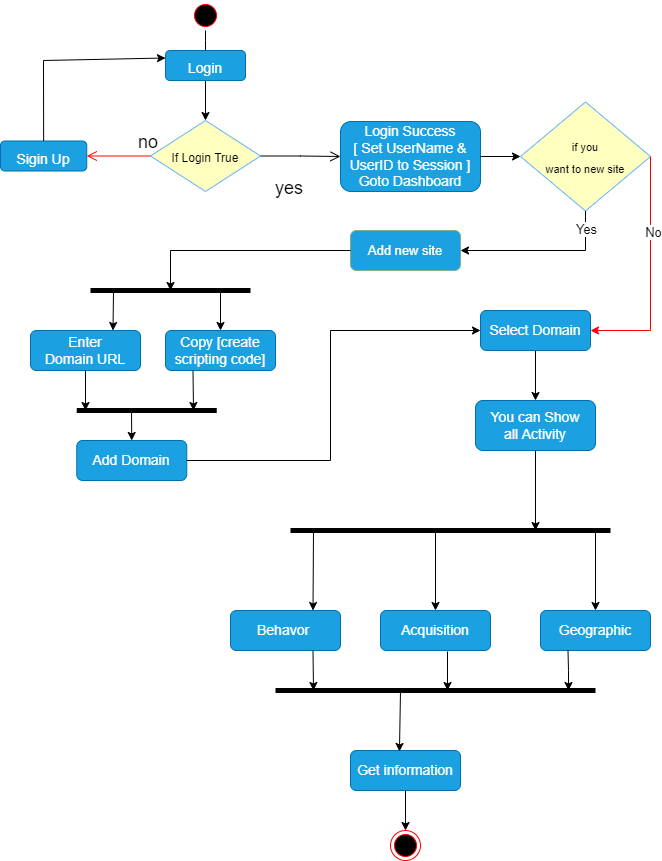 Login
no
Sigin Up
If Login True
yes
Login Success
[ Set UserName &
UserID to Session ]
Goto Dashboard
if you
want to new site
Yes
No
Add new site
Enter
Domain URL
Copy [create
scripting code]
Select Domain
You can Show
all Activity
Add Domain
Behavor
Acquisition
Geographic
Get information